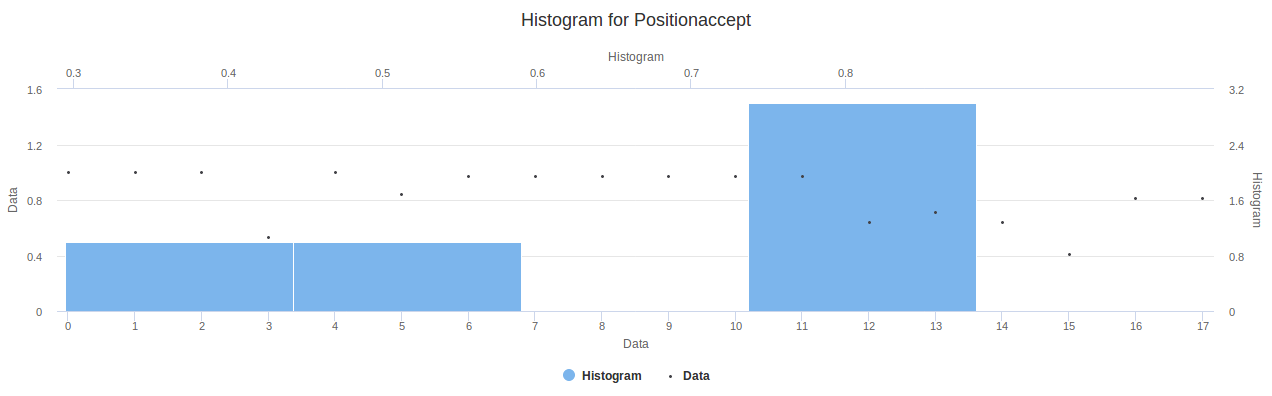 Histogram for Positionaccept
Histogram
0.3 0.4 0.5 0.6 0.7 0.8
1.6 3.2
1.2 2.4
Data 0.8 1.6 Histogram
0.4 0.8
0 0
0 1 2 3 4 5 6 7 8 9 10 11 12 13 14 15 16 17
Data
Histogram Data